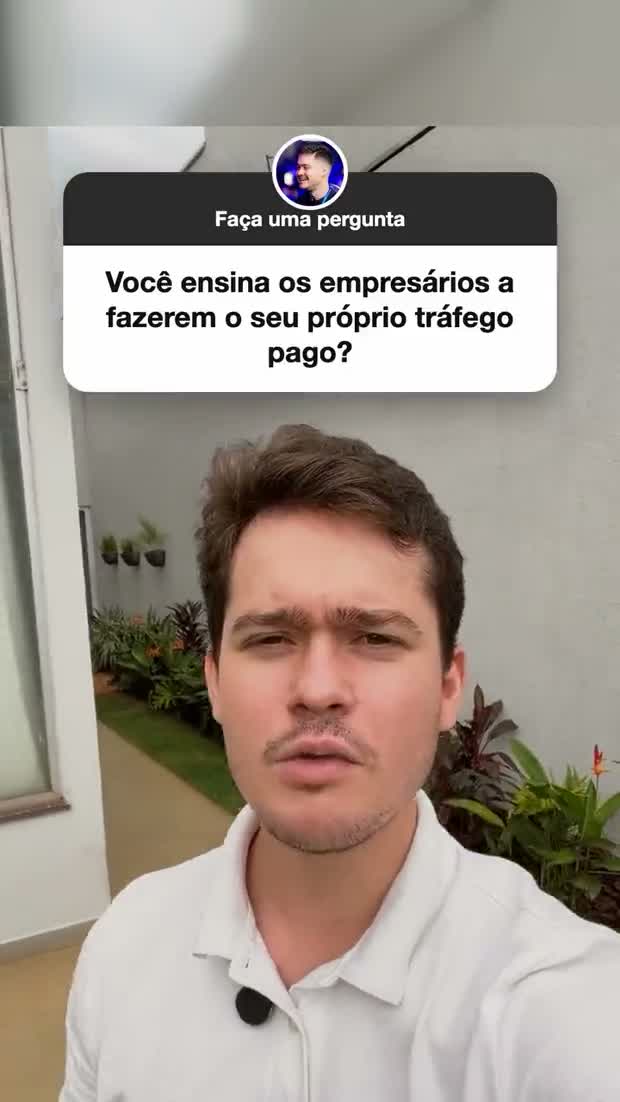 Faça uma pergunta
Você ensina os empresários a
fazerem o seu próprio tráfego
pago?